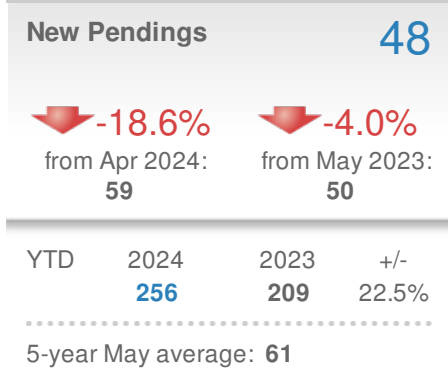 New Pendings 48
-18.6% -4.0%
from Apr 2024: from May 2023:
59 50
YTD 2024 2023 +/-
256 209 22.5%
5-year May average: 61